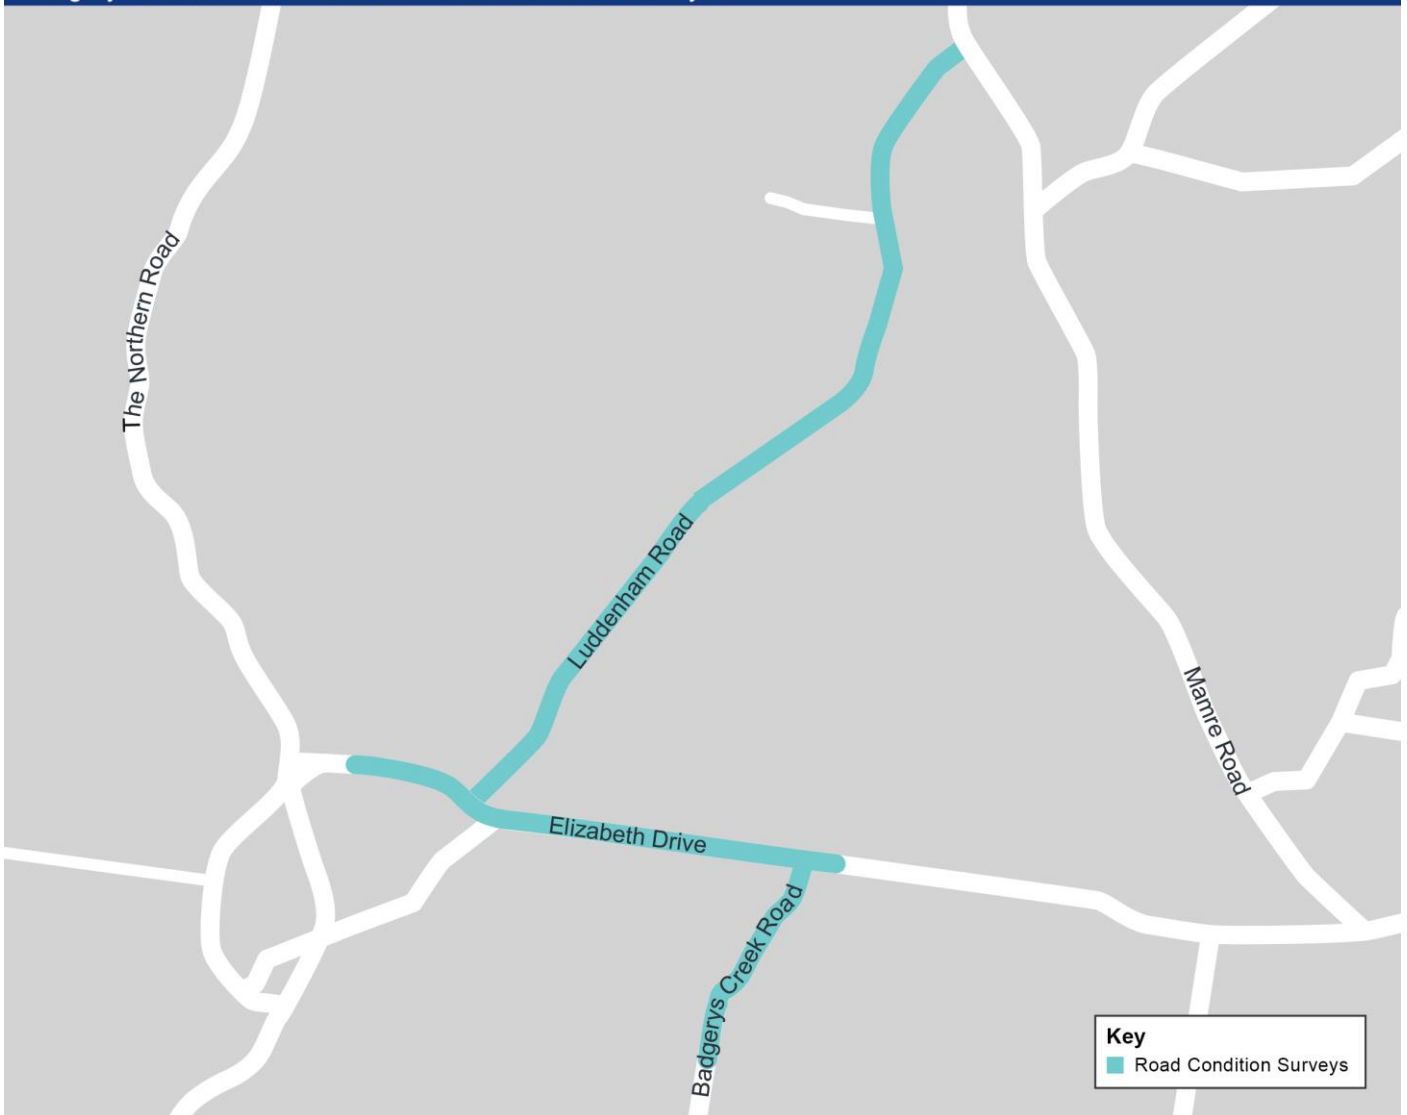 The Northern Road
Luddenham Road
Mamre Road
Elizabeth Drive
Badgerys Creek Road
Key
Road Condition Surveys